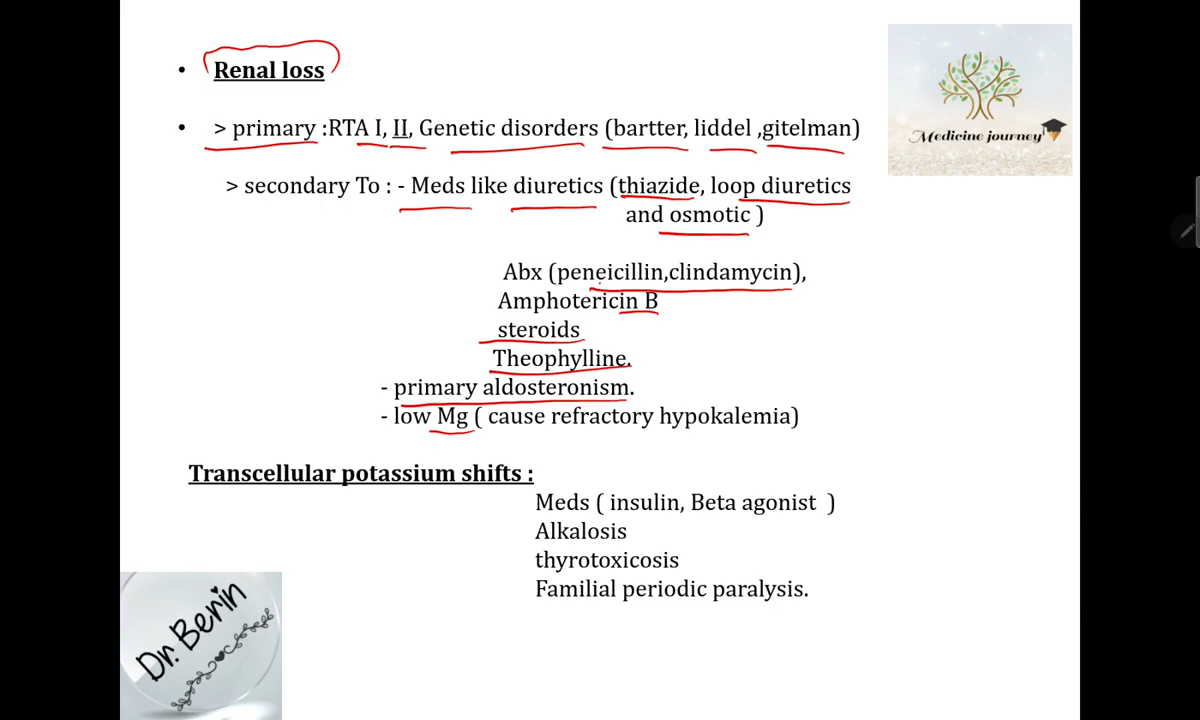 • Renal loss
Medicine journey
• > primary :RTA I, II, Genetic disorders (bartter, liddel ,gitelman)
> secondary To : - Meds like diuretics (thiazide, loop diuretics
and osmotic )
Abx (peneicillin,clindamycin),
Amphotericin B
steroids
Theophylline.
- primary aldosteronism.
- low Mg ( cause refractory hypokalemia)
Transcellular potassium shifts :
Meds ( insulin, Beta agonist )
Alkalosis
thyrotoxicosis
Familial periodic paralysis.
Dr. Berin